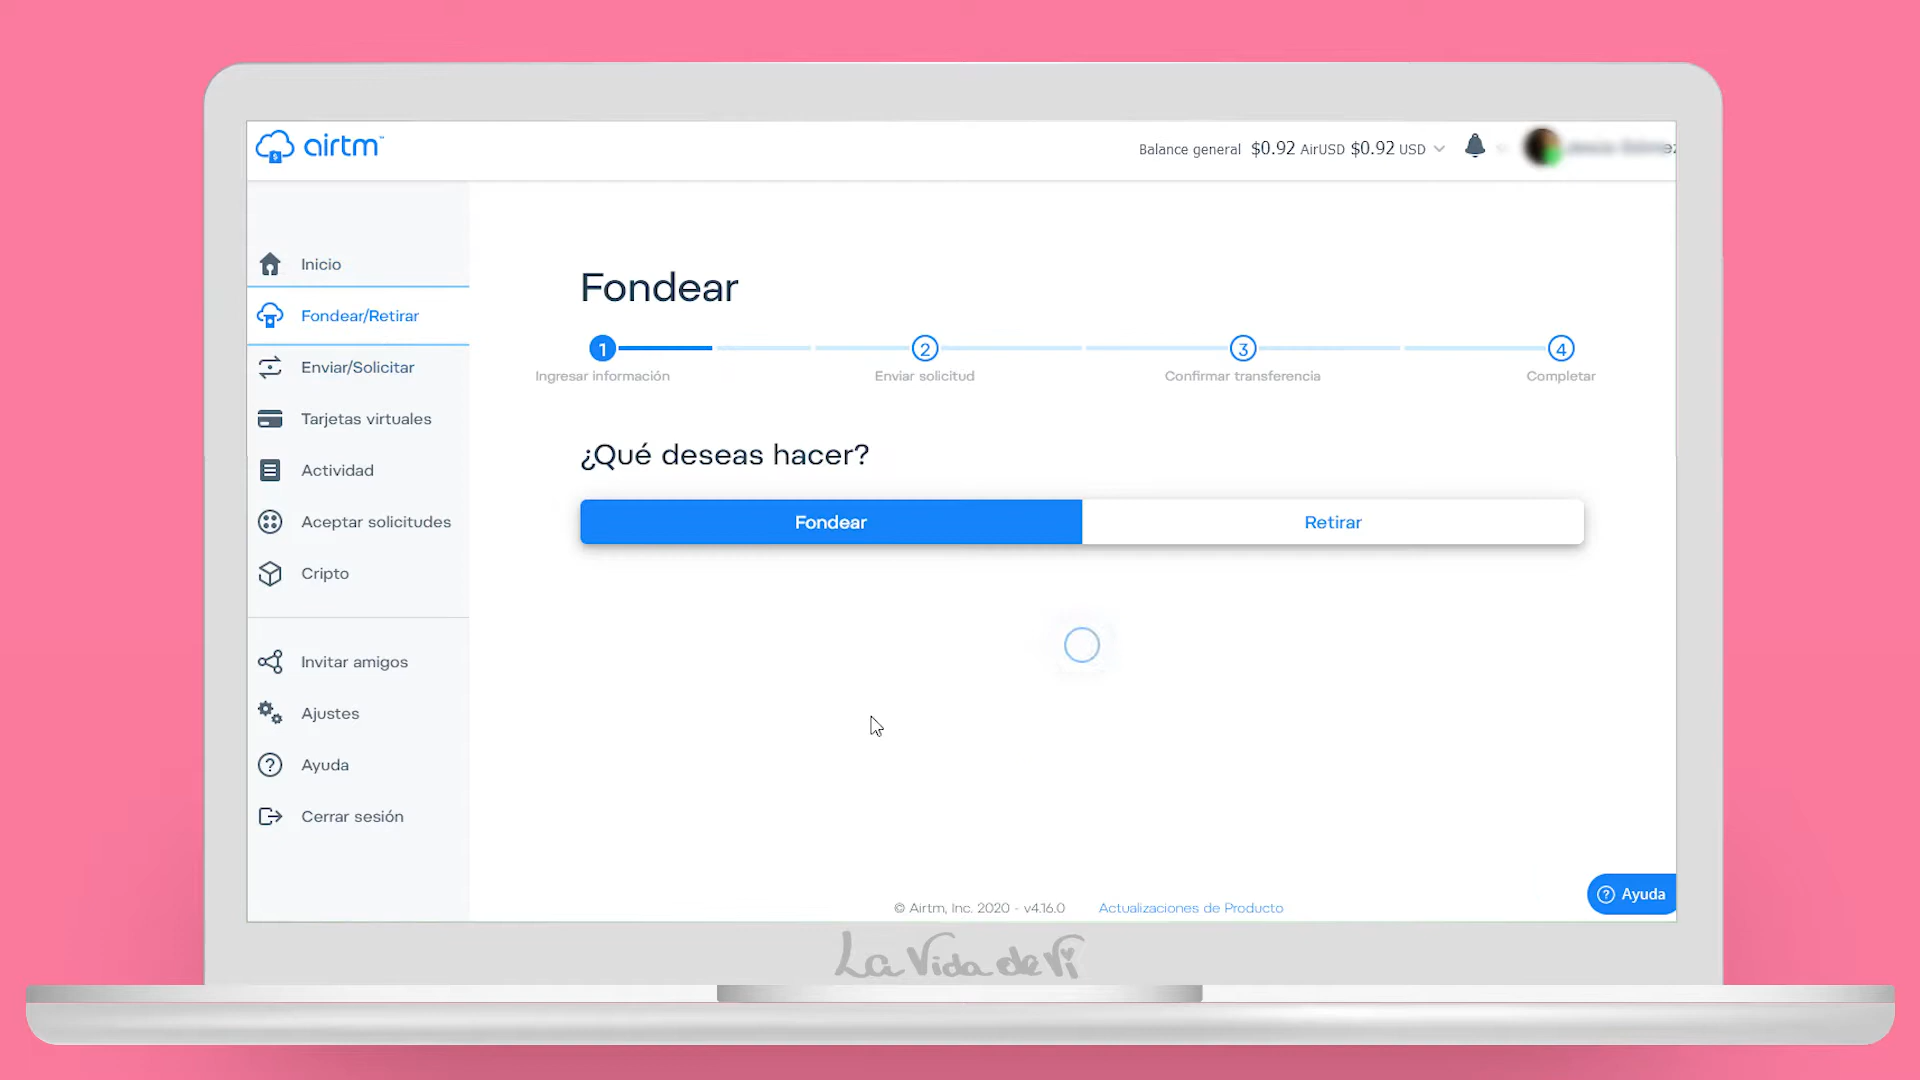 airtm™
Balance general $0.92 AirUSD $0.92 USD
Inicio
Fondear/Retirar
Enviar/Solicitar
Tarjetas virtuales
Actividad
Aceptar solicitudes
Cripto
Invitar amigos
Ajustes
Ayuda
Cerrar sesión
Fondear
1 2 3 4
Ingresar información Enviar solicitud Confirmar transferencia Completar
¿Qué deseas hacer?
Fondear Retirar
Ayuda
© Airtm, Inc. 2020 - v4.16.0 Actualizaciones de Producto
La Vida de Vi